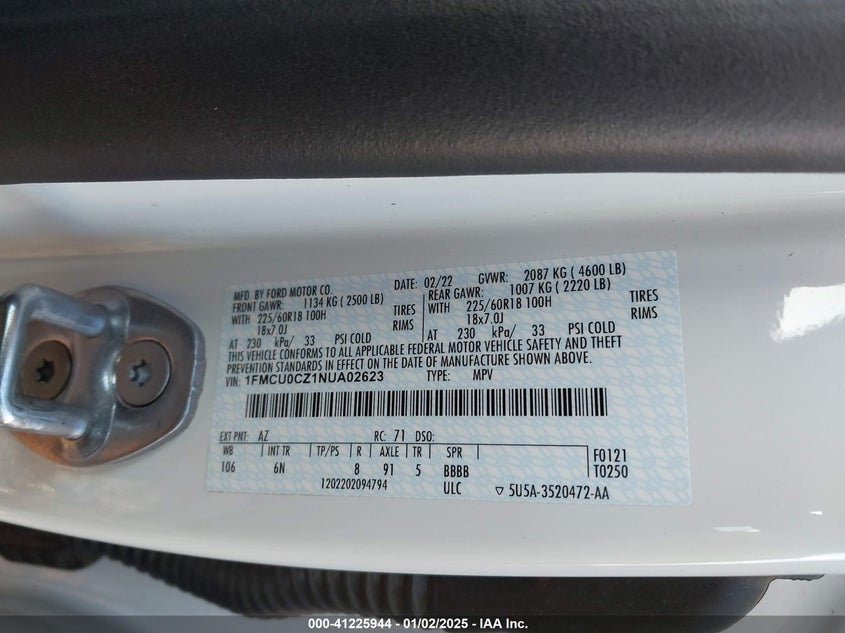 MFD. BY FORD MOTOR CO. DATE: 02/22 GVWR: 2087 KG ( 4600 LB)
FRONT GAWR: 1134 KG ( 2500 LB) REAR GAWR: 1007 KG ( 2220 LB)
WITH 225/60R18 100H TIRES WITH 225/60R18 100H TIRES
18x7.0J RIMS 18x7.0J RIMS
AT 230 kPa/ 33 PSI COLD AT 230 kPa/ 33 PSI COLD
THIS VEHICLE CONFORMS TO ALL APPLICABLE FEDERAL MOTOR VEHICLE SAFETY AND THEFT
PREVENTION STANDARDS IN EFFECT ON THE DATE OF MANUFACTURE SHOWN ABOVE.
VIN: 1FMCU0CZ1NUA02623 TYPE: MPV
EXT PNT: AZ RC: 71 DSO:
WB INT TR TP/PS R AXLE TR SPR F0121
106 6N 8 91 5 BBBB T0250
1202202094794 ULC ▽ 5U5A-3520472-AA
000-41225944 - 01/02/2025 - IAA Inc.